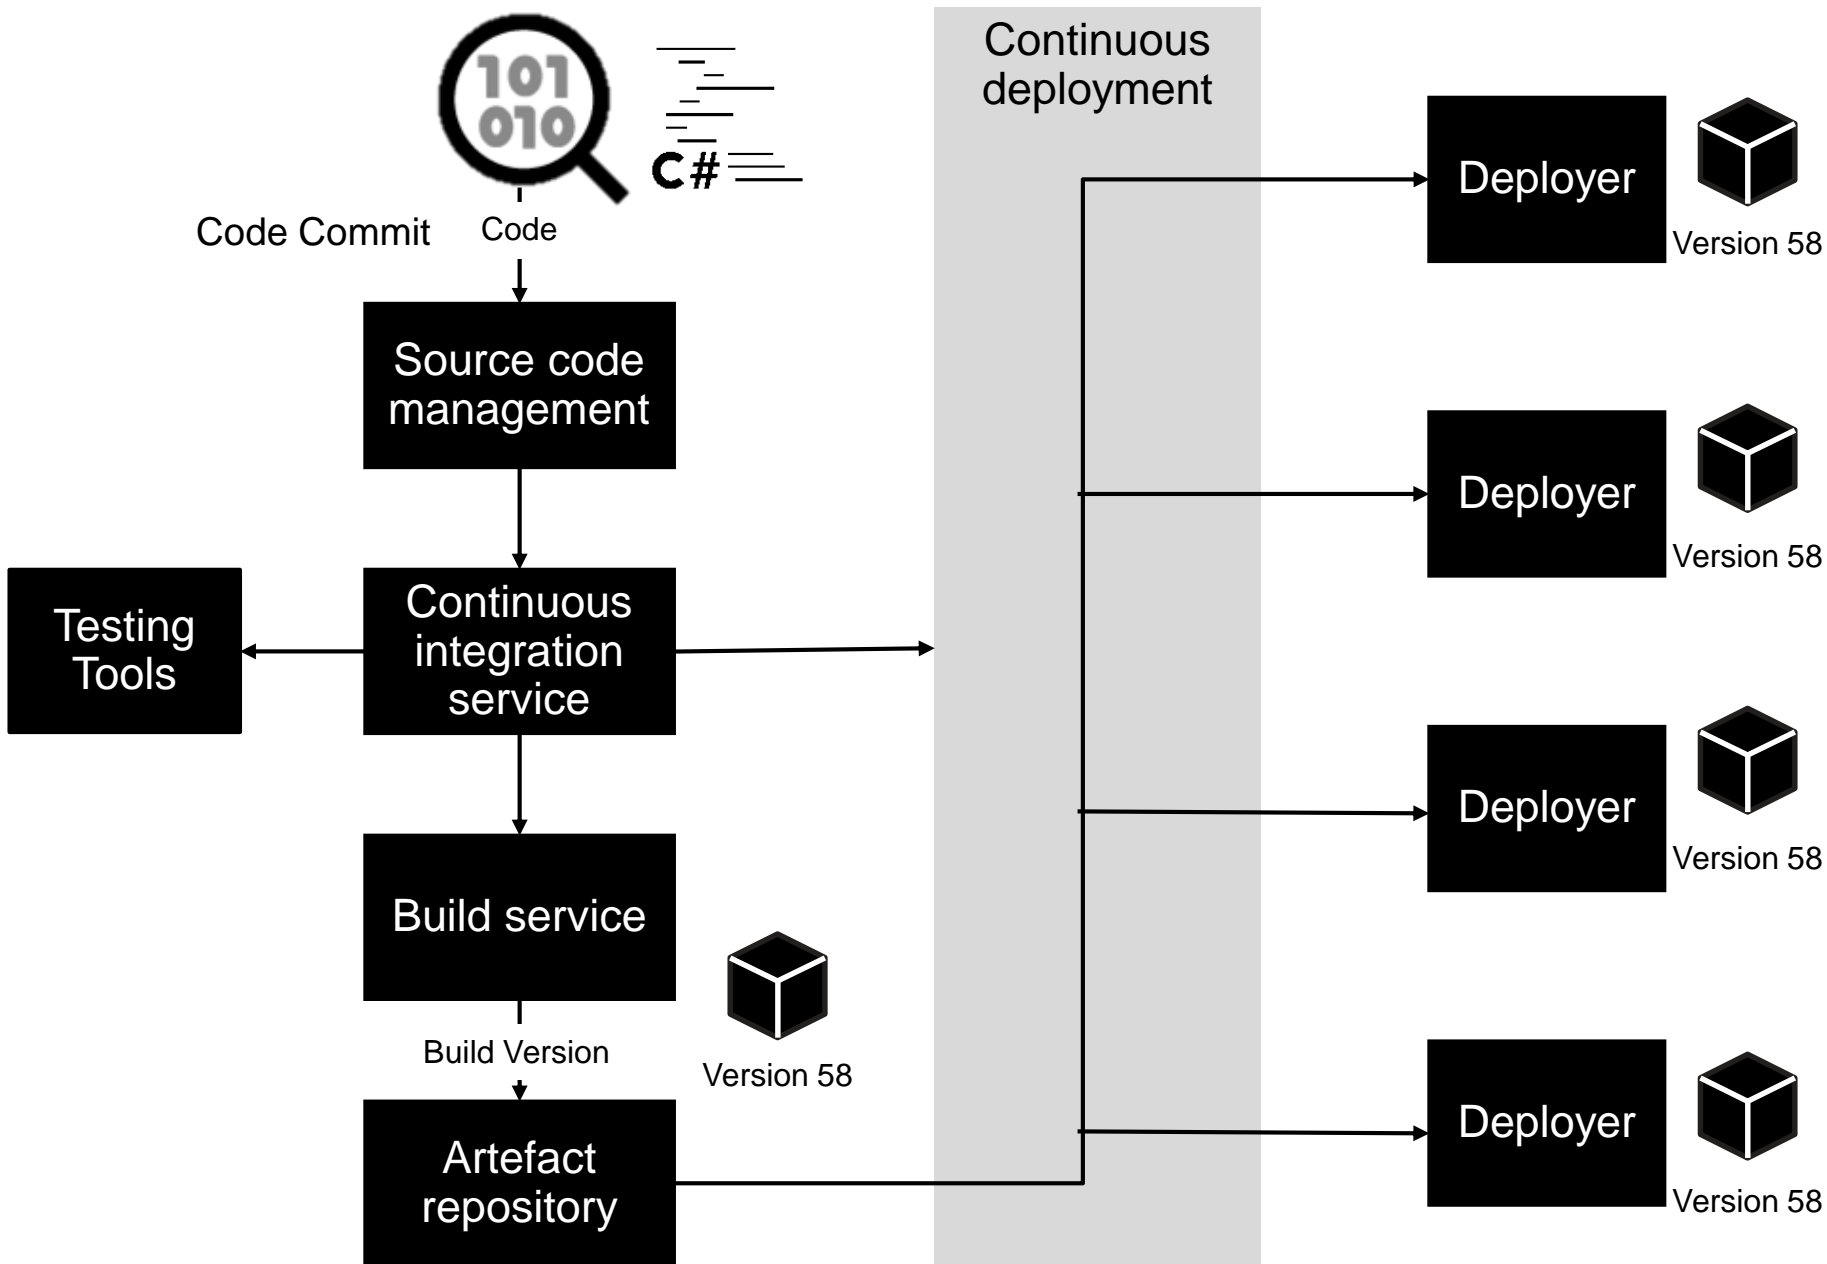 101
010
C#
Code Commit
Code
Source code
management
Testing
Tools
Continuous
integration
service
Build service
Build Version
Version 58
Artefact
repository
Continuous
deployment
Deployer
Version 58
Deployer
Version 58
Deployer
Version 58
Deployer
Version 58